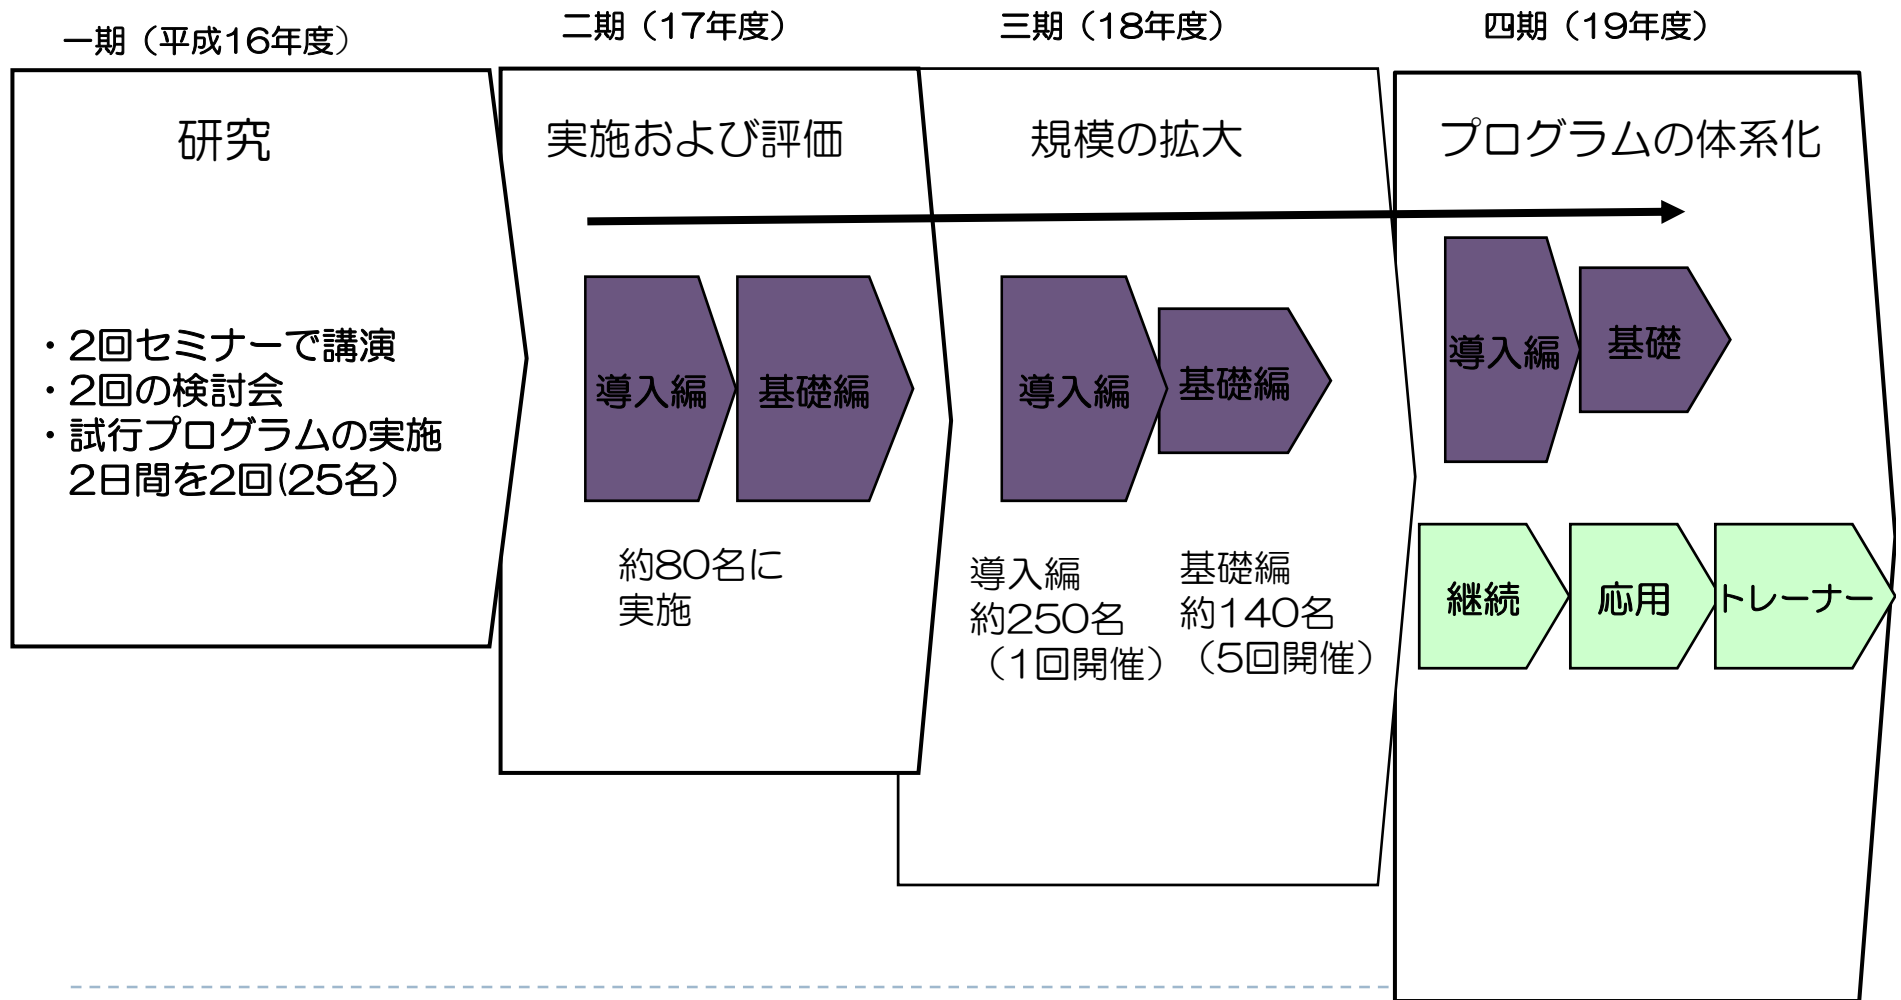 一期（平成16年度）
研究
・2回セミナーで講演
・2回の検討会
・試行プログラムの実施
2日間を2回(25名）
二期（17年度）
実施および評価
導入編
基礎編
約80名に
実施
三期（18年度）
規模の拡大
導入編
基礎編
導入編
約250名
（1回開催）
基礎編
約140名
（5回開催）
四期（19年度）
プログラムの体系化
導入編
基礎
継続
応用
トレーナー